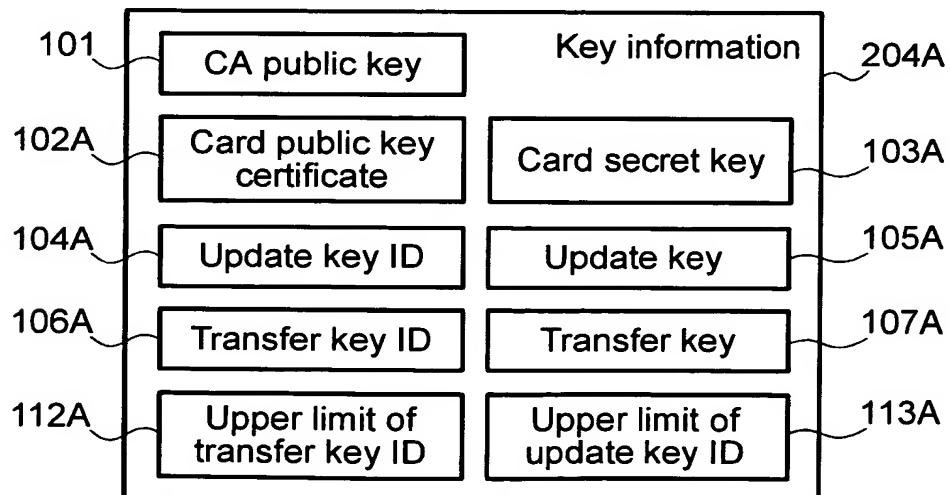 101
CA public key
Key information
204A
102A
Card public key
certificate
Card secret key
103A
104A
Update key ID
Update key
105A
106A
Transfer key ID
Transfer key
107A
112A
Upper limit of
transfer key ID
Upper limit of
update key ID
113A